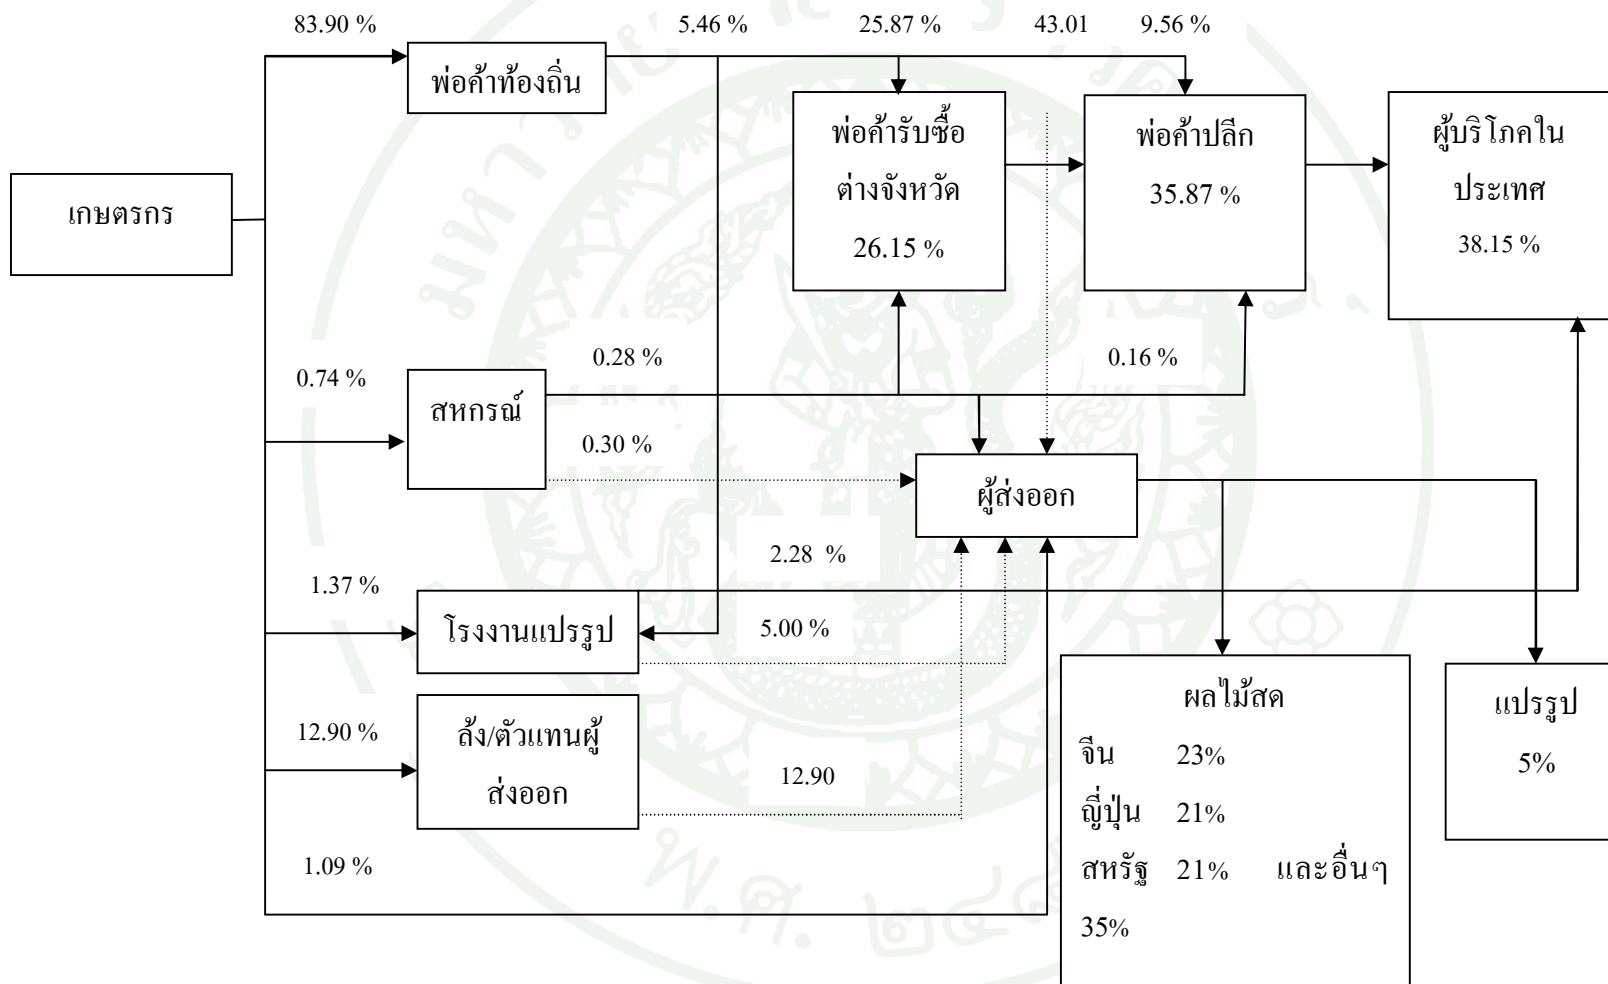 83.90 % 5.46 % 25.87 % 43.01 9.56 %
พ่อค้าท้องถิ่น
พ่อค้ารับซื้อ
ต่างจังหวัด
26.15 %
พ่อค้าปลีก
35.87 %
ผู้บริโภคใน
ประเทศ
38.15 %
เกษตรกร
0.74 %
สหกรณ์
0.28 %
0.30 %
0.16 %
ผู้ส่งออก
1.37 %
โรงงานแปรรูป
2.28 %
5.00 %
12.90 %
ล้ง/ตัวแทนผู้
ส่งออก
12.90
1.09 %
ผลไม้สด
จีน 23%
ญี่ปุ่น 21%
สหรัฐ 21% และอื่นๆ
35%
แปรรูป
5%